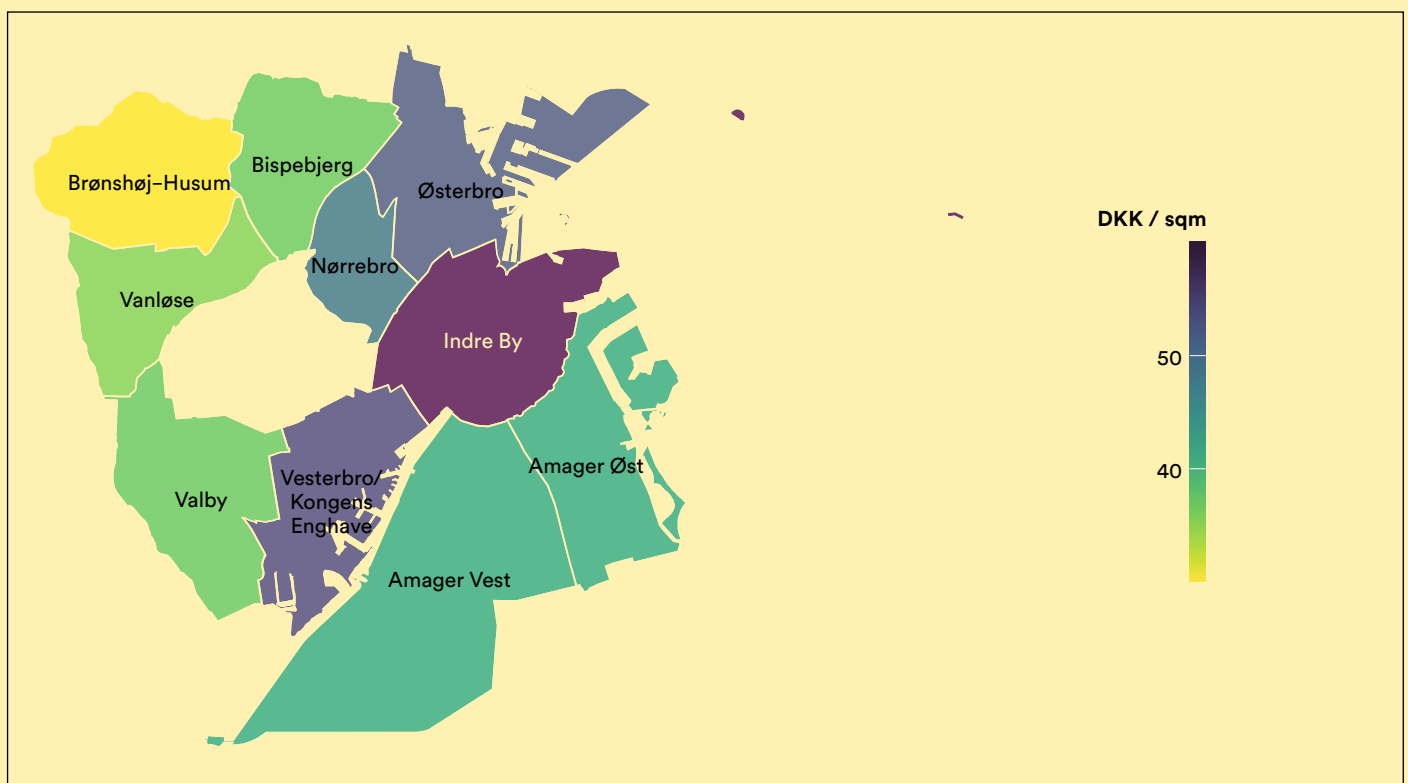 Bispebjerg
Brønshøj–Husum
Østerbro
DKK / sqm
Nørrebro
Vanløse
Indre By
50
Amager Øst
40
Vesterbro/
Kongens
Enghave
Valby
Amager Vest